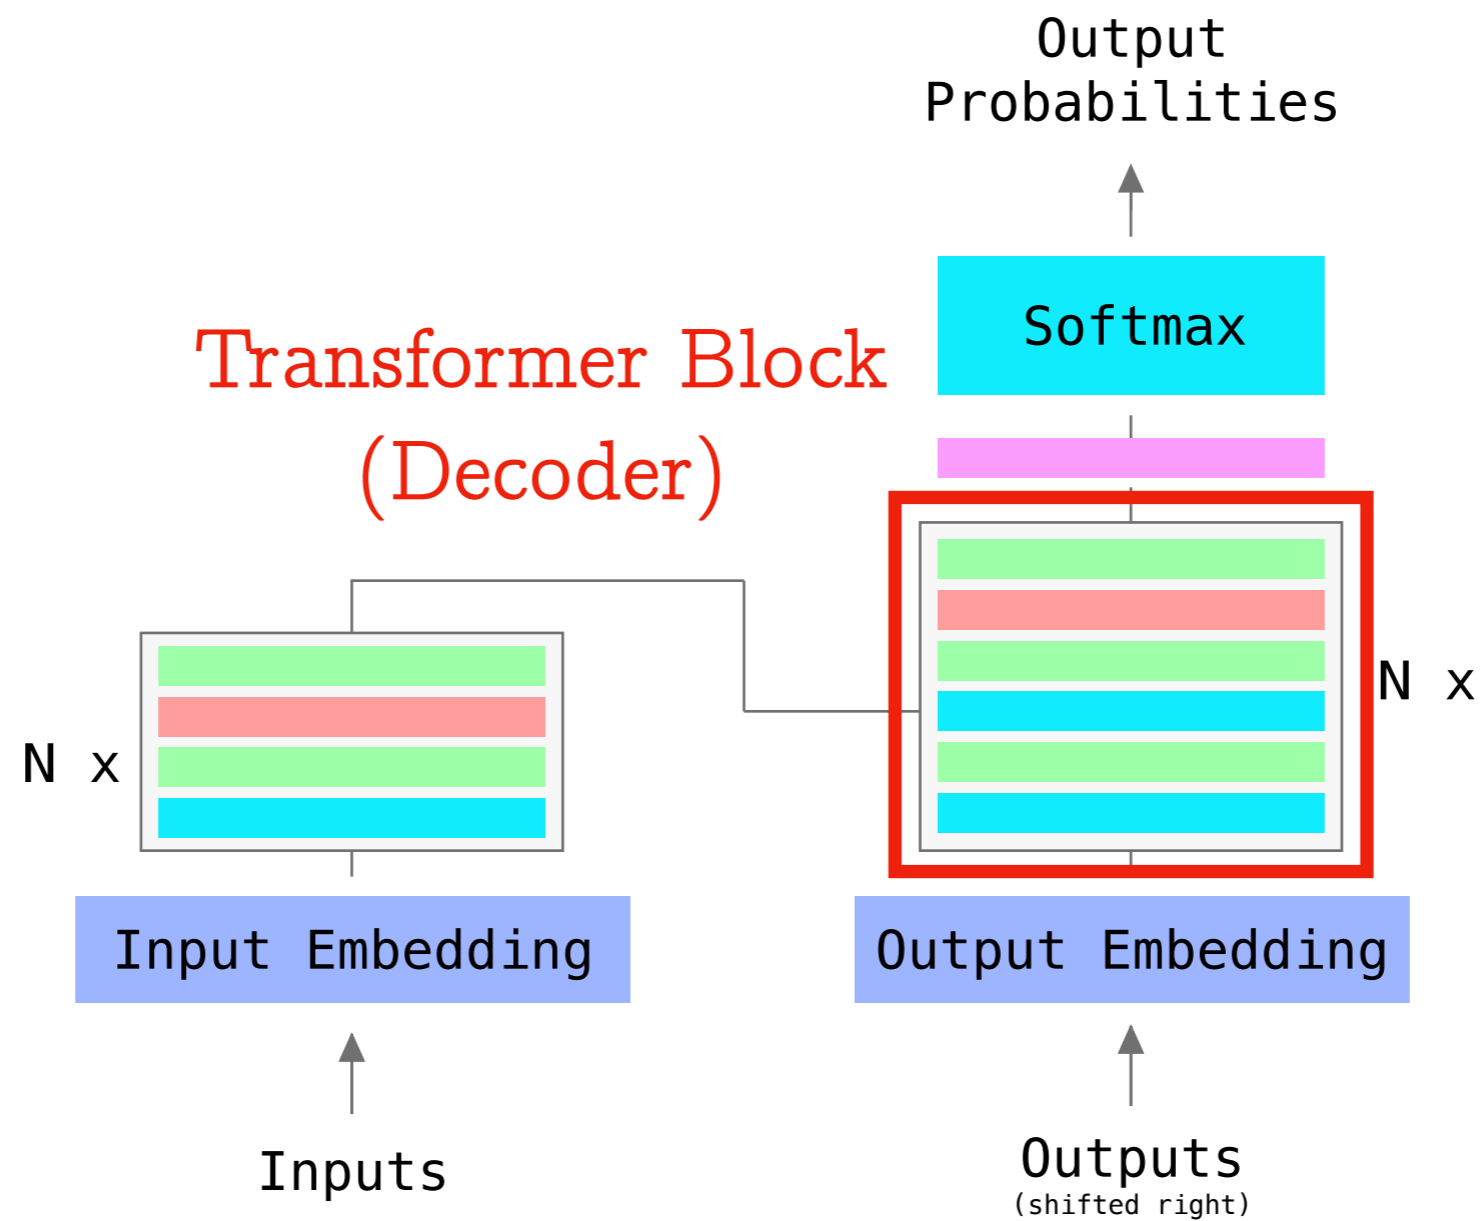 Output
Probabilities
Softmax
Transformer Block
(Decoder)
N x
N x
Input Embedding
Output Embedding
Inputs
Outputs
(shifted right)